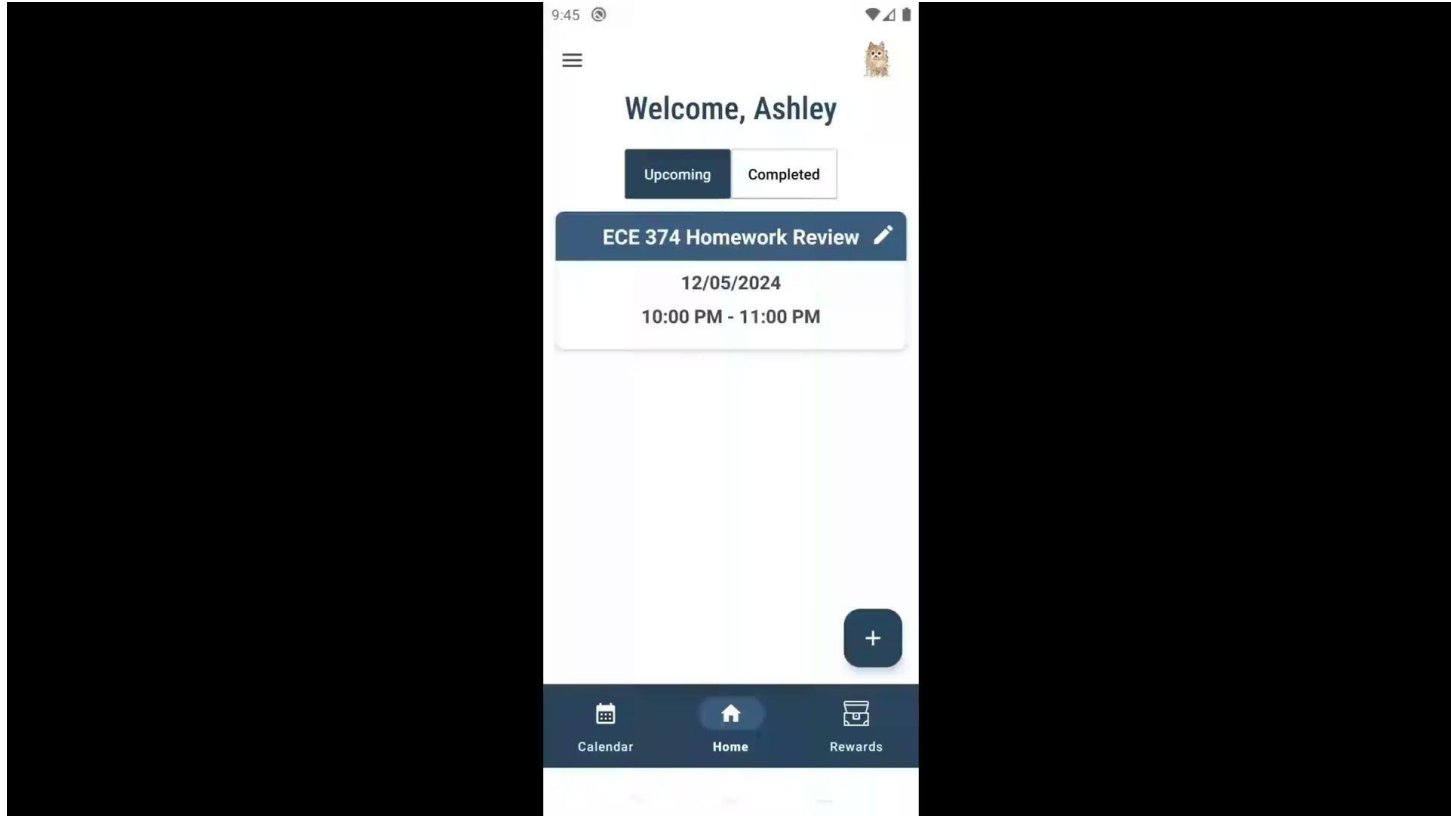 9:45
Welcome, Ashley
Upcoming Completed
ECE 374 Homework Review
12/05/2024
10:00 PM - 11:00 PM
+
Calendar Home Rewards